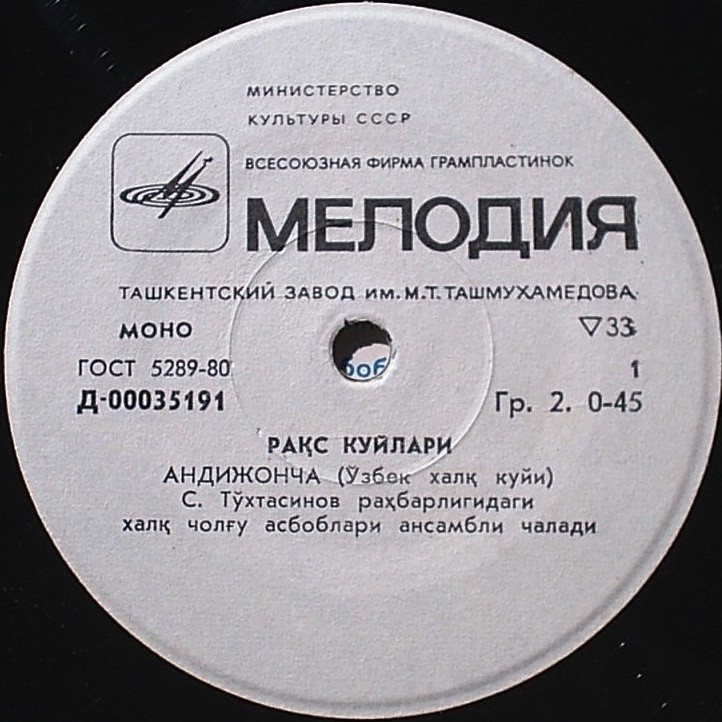 МИНИСТЕРСТВО
КУЛЬТУРЫ СССР
ВСЕСОЮЗНАЯ ФИРМА ГРАМПЛАСТИНОК
МЕЛОДИЯ
ТАШКЕНТСКИЙ ЗАВОД ИМ. М.Т. ТАШМУХАМЕДОВА
МОНО ▽33
ГОСТ 5289-80 1
Д-00035191 Гр. 2. 0-45
РАҚС КУЙЛАРИ
АНДИЖОНЧА (Ўзбек халқ куйи)
С. Тўхтасинов раҳбарлигидаги
халқ чолғу асбоблари ансамбли чалади